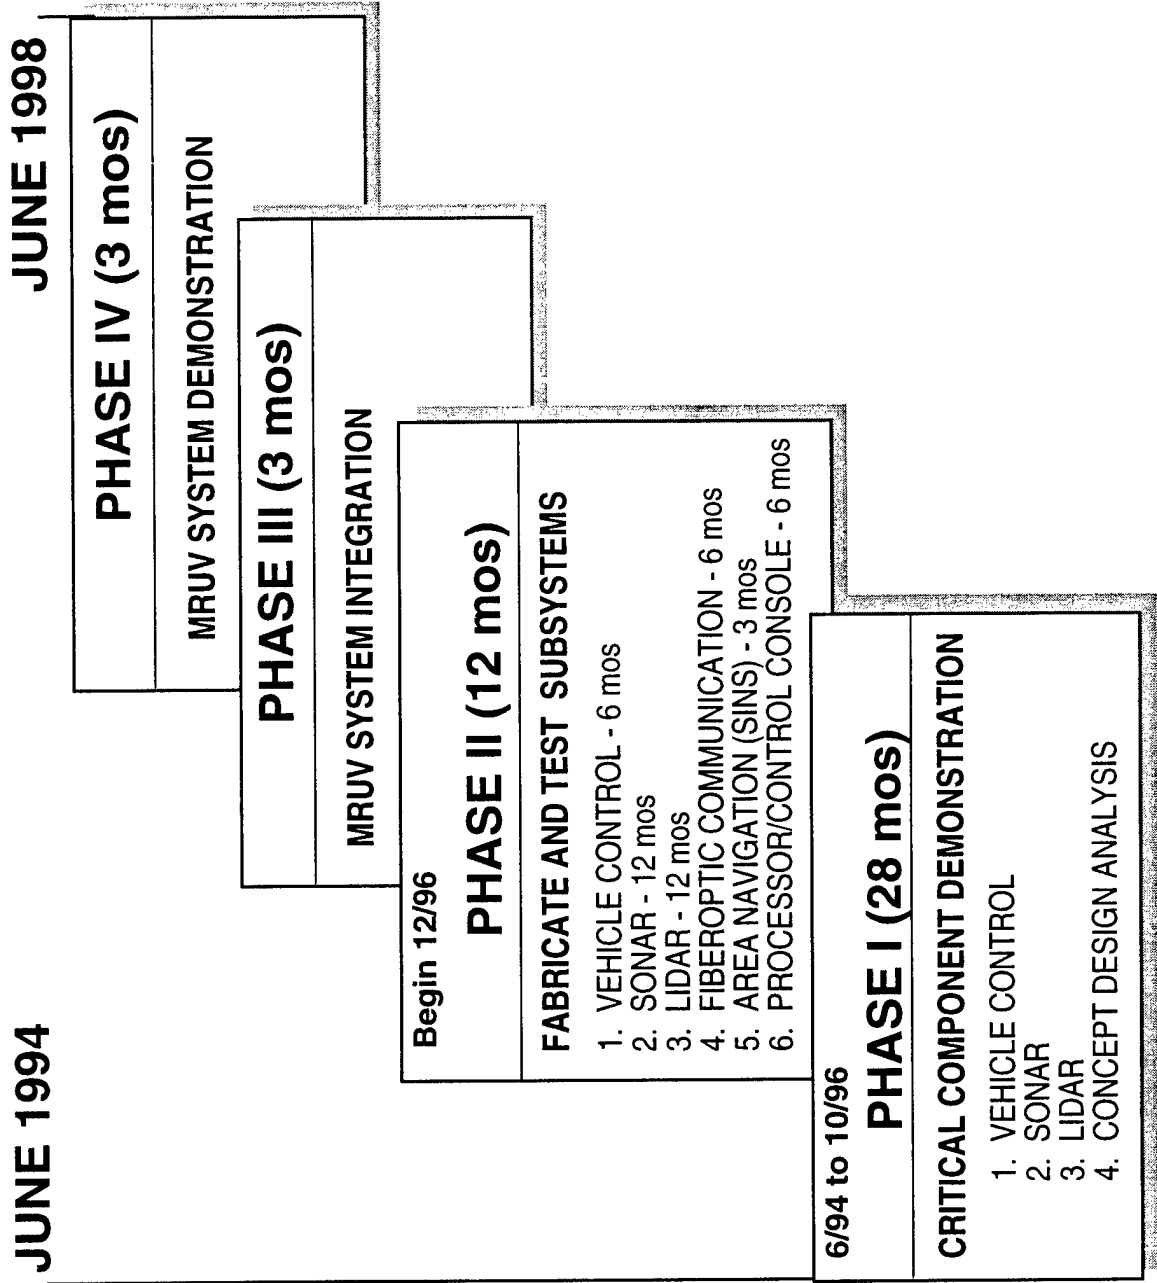 JUNE 1994
JUNE 1998
PHASE IV (3 mos)
MRUV SYSTEM DEMONSTRATION
PHASE III (3 mos)
MRUV SYSTEM INTEGRATION
Begin 12/96
PHASE II (12 mos)
FABRICATE AND TEST SUBSYSTEMS
1. VEHICLE CONTROL - 6 mos
2. SONAR - 12 mos
3. LIDAR - 12 mos
4. FIBEROPTIC COMMUNICATION - 6 mos
5. AREA NAVIGATION (SINS) - 3 mos
6. PROCESSOR/CONTROL CONSOLE - 6 mos
6/94 to 10/96
PHASE I (28 mos)
CRITICAL COMPONENT DEMONSTRATION
1. VEHICLE CONTROL
2. SONAR
3. LIDAR
4. CONCEPT DESIGN ANALYSIS